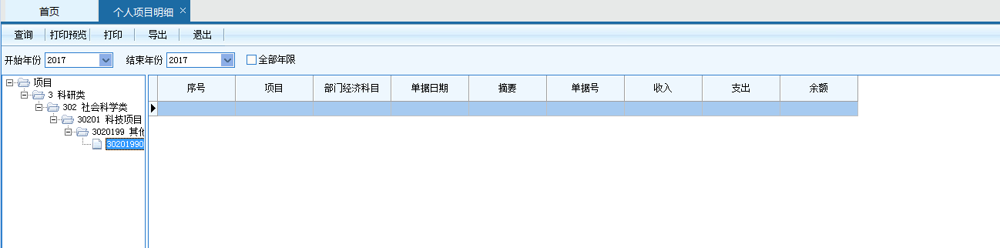 首页 个人项目明细
查询 打印预览 打印 导出 退出
开始年份 2017 结束年份 2017 全部年限
序号 项目 部门经济科目 单据日期 摘要 单据号 收入 支出 余额
项目
3 科研类
302 社会科学类
30201 科技项目
3020199 其他
30201990